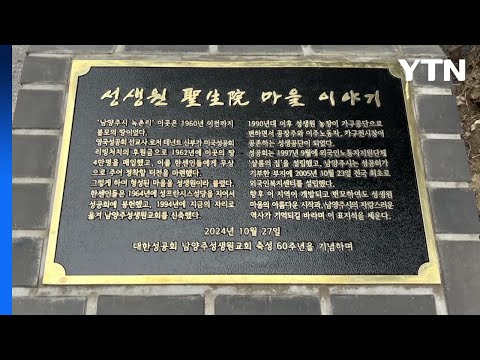 YTN
성생원 聖生院 마을 이야기
'남양주시 녹촌리' 이곳은 1960년 이전까지
불모의 땅이었다.
영국성공회 선교사 로저 테넌트 신부가 미국성공회
리빙처치의 후원금으로 1962년에 이곳의 땅
4만평을 매입했고, 이를 한센인들에게 무상
으로 주어 정착할 터전을 마련했다.
그렇게 하여 형성된 마을을 성생원이라 불렀다.
한센인들은 1964년에 성프란시스성당을 지어서
성공회에 봉헌했고, 1994년에 지금의 자리로
옮겨 남양주성생원교회를 신축했다.
1990년대 이후 성생원 농장이 가구공단으로
변하면서 공장주와 이주노동자, 가구전시장이
공존하는 성생공단이 되었다.
성공회는 1997년 9월에 외국인노동자지원단체
'샬롬의 집'을 설립했고, 남양주시는 성공회가
기부한 부지에 2005년 10월 23일 전국 최초로
외국인복지센터를 설립했다.
향후 이 지역이 개발되고 변모하여도 성생원
마을의 아름다운 시작과, 남양주시의 자랑스러운
역사가 기억되길 바라며 이 표지석을 세운다.
2024년 10월 27일
대한성공회 남양주성생원교회 축성 60주년을 기념하며